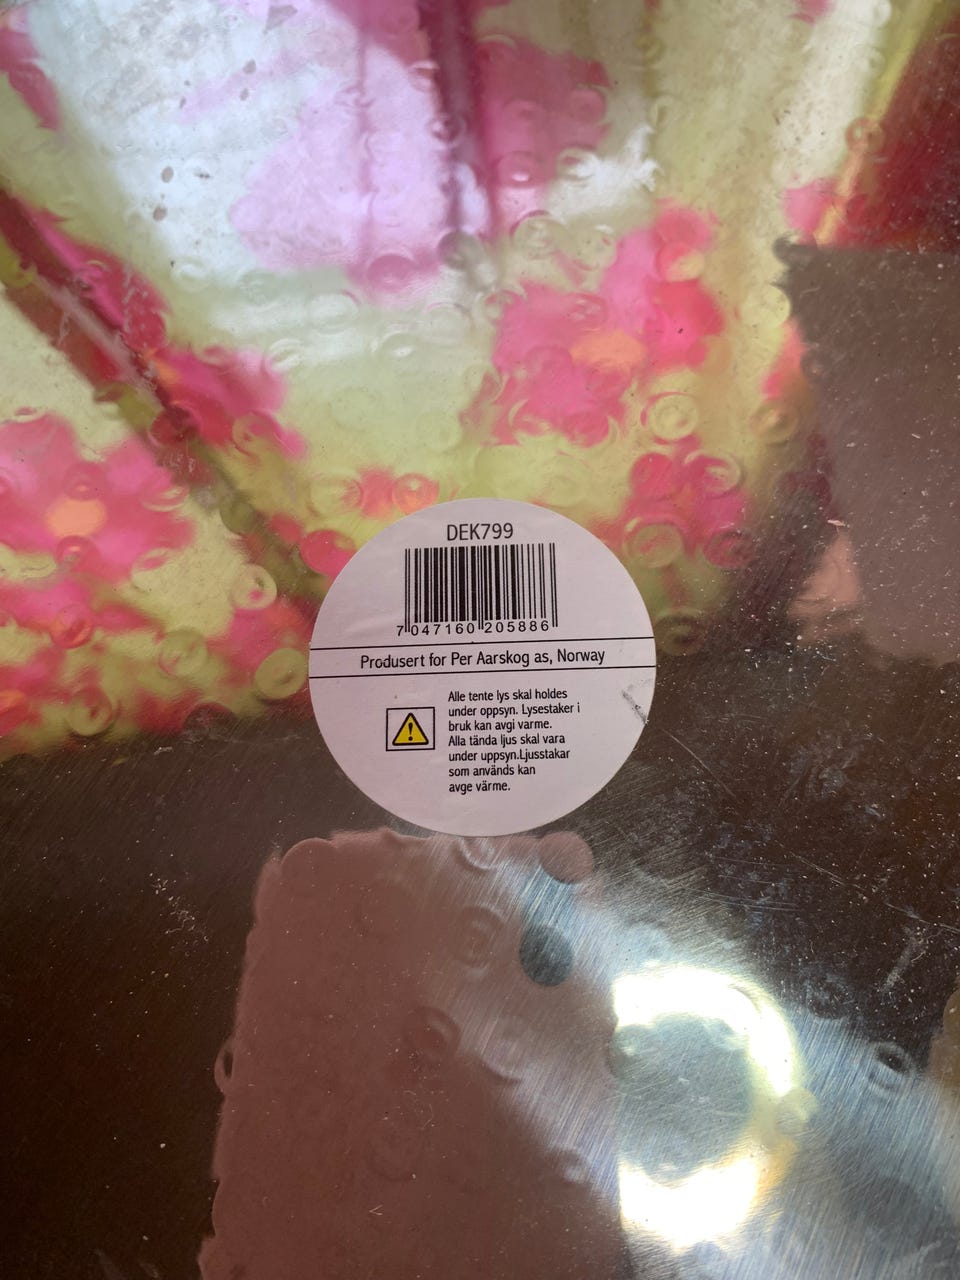 DEK799
7 047160 205886
Produsert for Per Aarskog as, Norway
Alle tente lys skal holdes
under oppsyn. Lysestaker i
bruk kan avgi varme.
Alla tända ljus skal vara
under uppsyn.Ljusstakar
som används kan
avge värme.